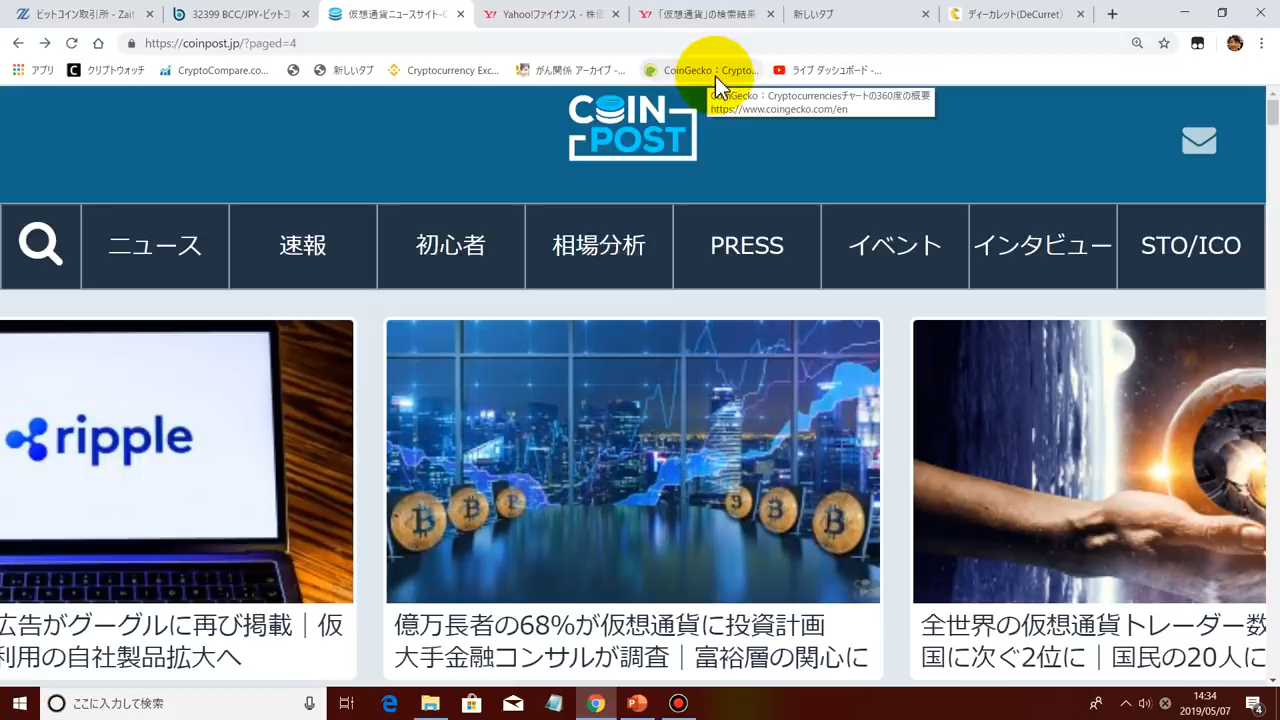 ビットコイン取引所 - Zaif
32399 BCC/JPY-ビットコ
仮想通貨ニュースサイト-C
Yahoo!ファイナンス - 株価
「仮想通貨」の検索結果
新しいタブ
ディーカレット(DeCurret)
https://coinpost.jp/?paged=4
アプリ
クリプトウォッチ
CryptoCompare.co...
新しいタブ
Cryptocurrency Exc...
がん関係 アーカイブ -...
CoinGecko：Crypto...
ライブ ダッシュボード -...
CoinGecko：Cryptocurrenciesチャートの360度の概要
https://www.coingecko.com/en
COIN
POST
ニュース
速報
初心者
相場分析
PRESS
イベント
インタビュー
STO/ICO
ripple
広告がグーグルに再び掲載｜仮
利用の自社製品拡大へ
億万長者の68%が仮想通貨に投資計画
大手金融コンサルが調査｜富裕層の関心に
全世界の仮想通貨トレーダー数
国に次ぐ2位に｜国民の20人に
ここに入力して検索
14:34
2019/05/07
4